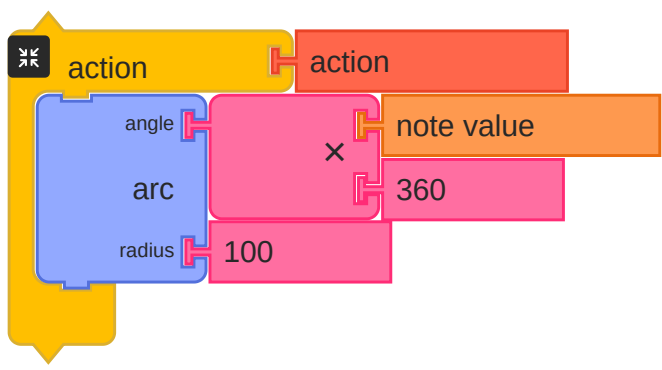 action action
angle
×
note value
arc
360
radius
100